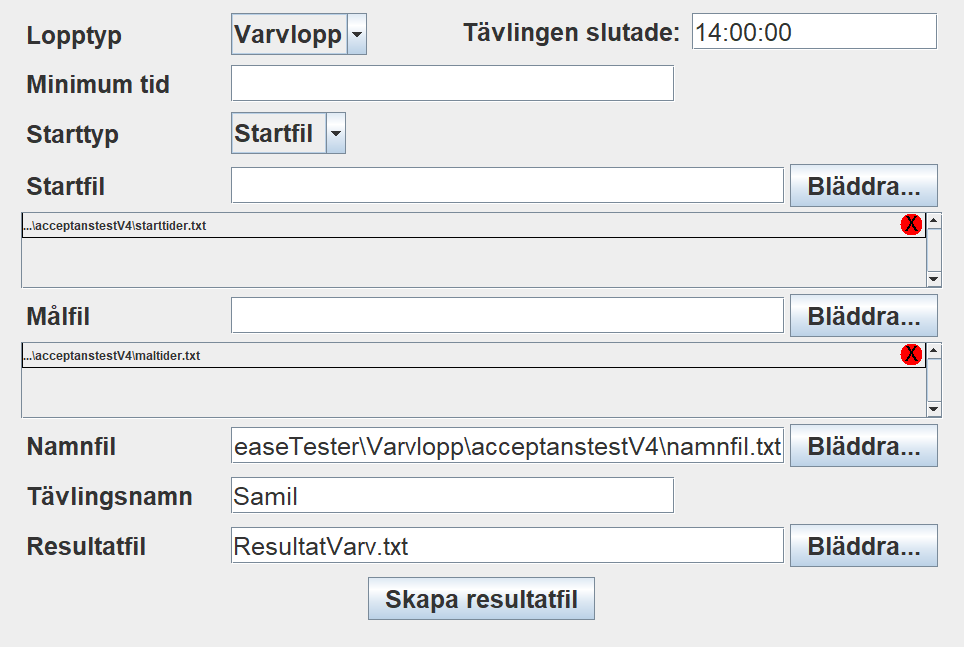 Lopptyp Varvlopp Tävlingen slutade: 14:00:00
Minimum tid
Starttyp Startfil
Startfil Bläddra...
...\acceptanstestV4\starttider.txt X
Målfil Bläddra...
...\acceptanstestV4\maltider.txt X
Namnfil easeTester\Varvlopp\acceptanstestV4\namnfil.txt Bläddra...
Tävlingsnamn Samil
Resultatfil ResultatVarv.txt Bläddra...
Skapa resultatfil